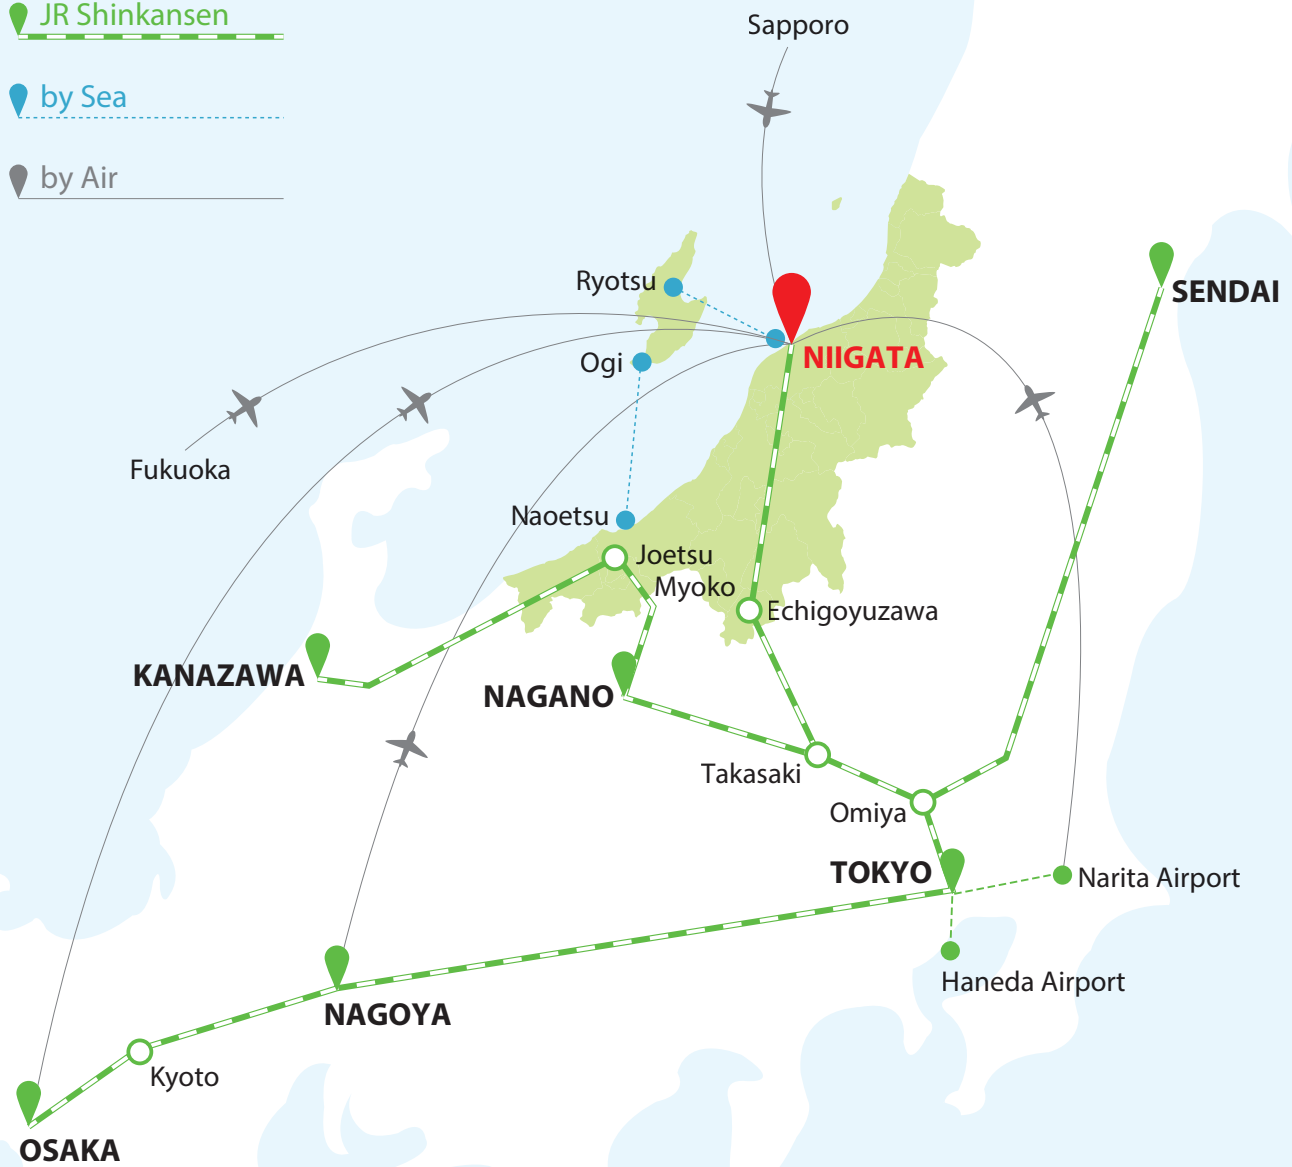 JR Shinkansen
by Sea
by Air
Sapporo
Ryotsu
SENDAI
NIIGATA
Ogi
Fukuoka
Naoetsu
Joetsu
Myoko
Echigoyuzawa
KANAZAWA
NAGANO
Takasaki
Omiya
TOKYO
Narita Airport
Haneda Airport
NAGOYA
Kyoto
OSAKA